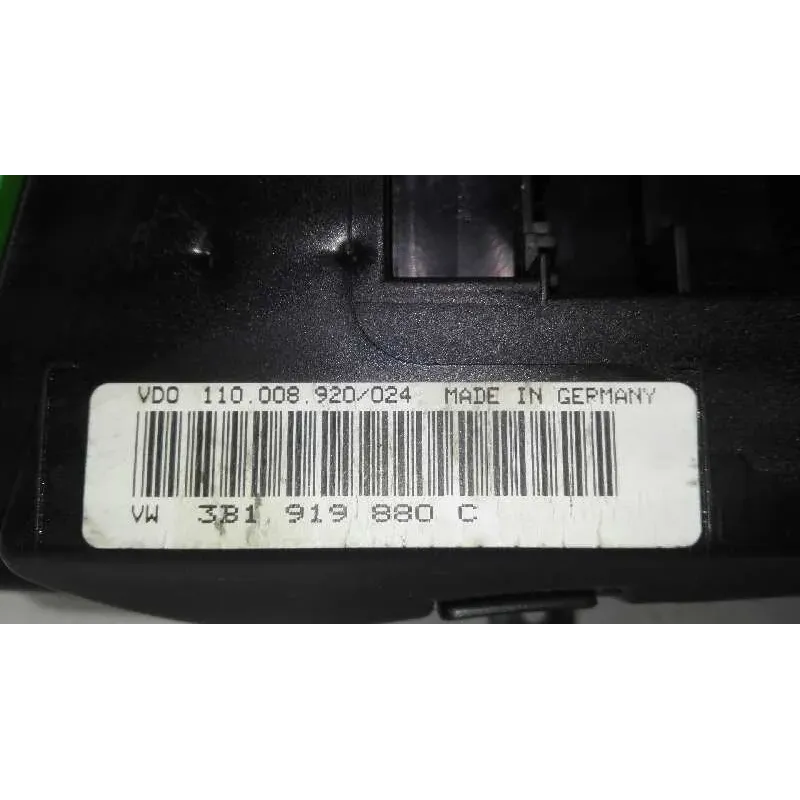 VDO 110.008.920/024 MADE IN GERMANY
VW 3B1 919 880 C